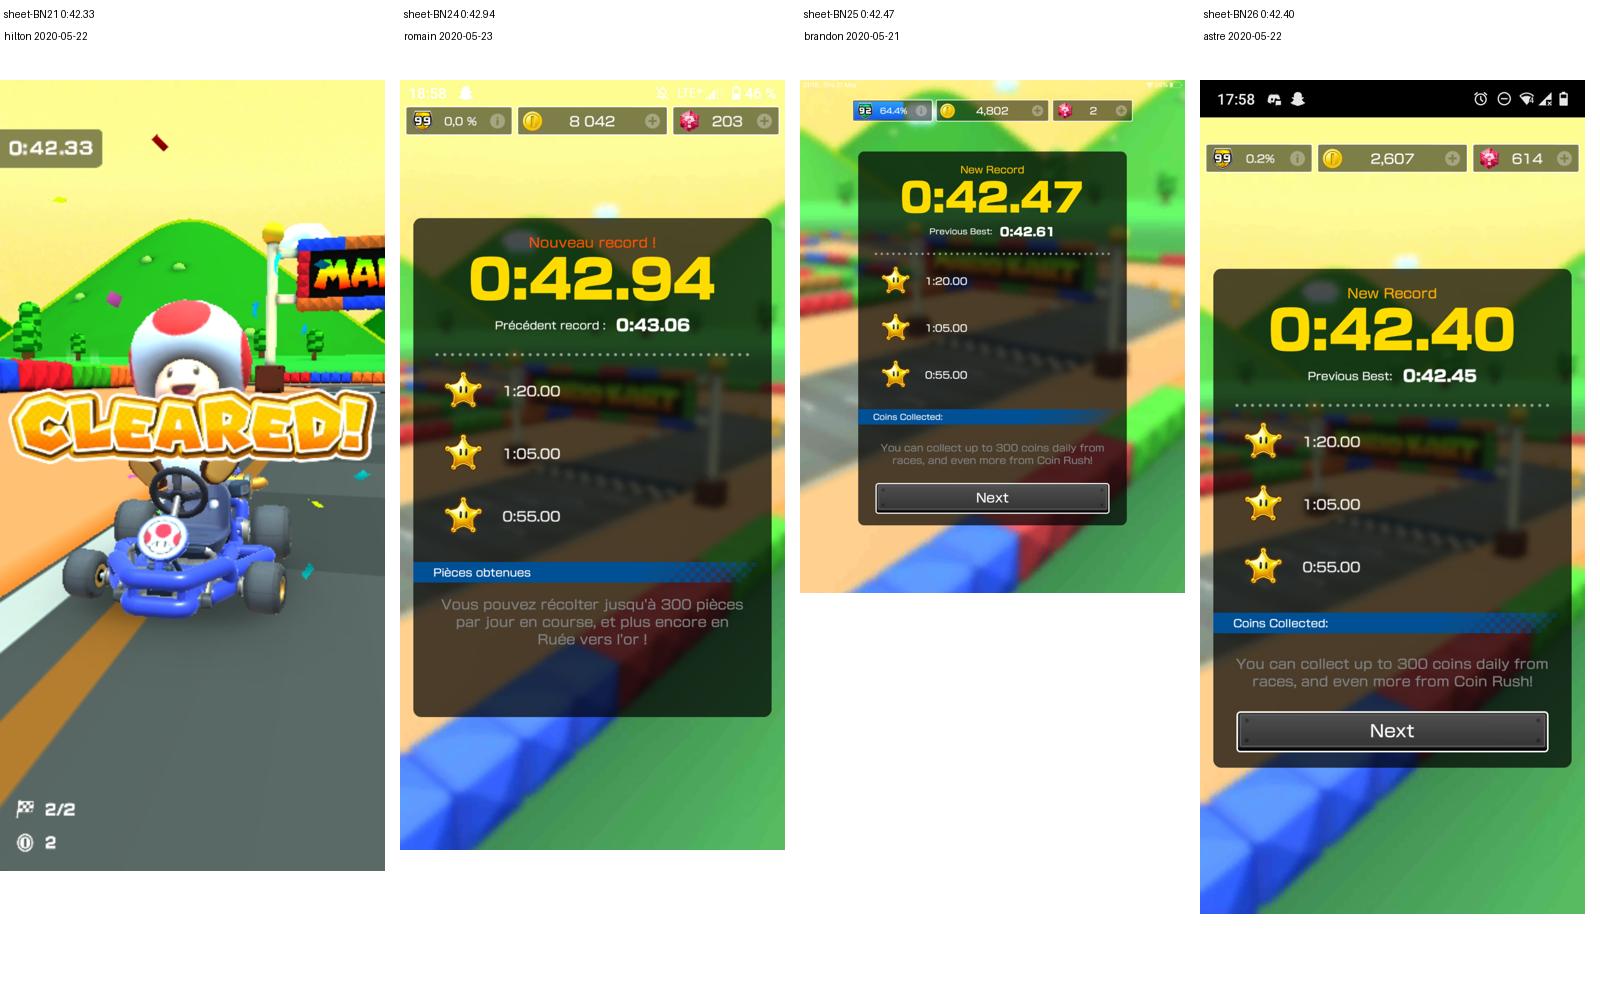 sheet-BN21 0:42.33
hilton 2020-05-22
0:42.33
MA
CLEARED!
2/2
2
sheet-BN24 0:42.94
romain 2020-05-23
18:58 LTE+ 46 %
99 0,0 % 8 042 203
Nouveau record !
0:42.94
Précédent record : 0:43.06
1:20.00
1:05.00
0:55.00
Pièces obtenues
Vous pouvez récolter jusqu'à 300 pièces
par jour en course, et plus encore en
Ruée vers l'or !
sheet-BN25 0:42.47
brandon 2020-05-21
92 64.4% 4,802 2
New Record
0:42.47
Previous Best: 0:42.61
1:20.00
1:05.00
0:55.00
Coins Collected:
You can collect up to 300 coins daily from
races, and even more from Coin Rush!
Next
sheet-BN26 0:42.40
astre 2020-05-22
17:58
99 0.2% 2,607 614
New Record
0:42.40
Previous Best: 0:42.45
1:20.00
1:05.00
0:55.00
Coins Collected:
You can collect up to 300 coins daily from
races, and even more from Coin Rush!
Next